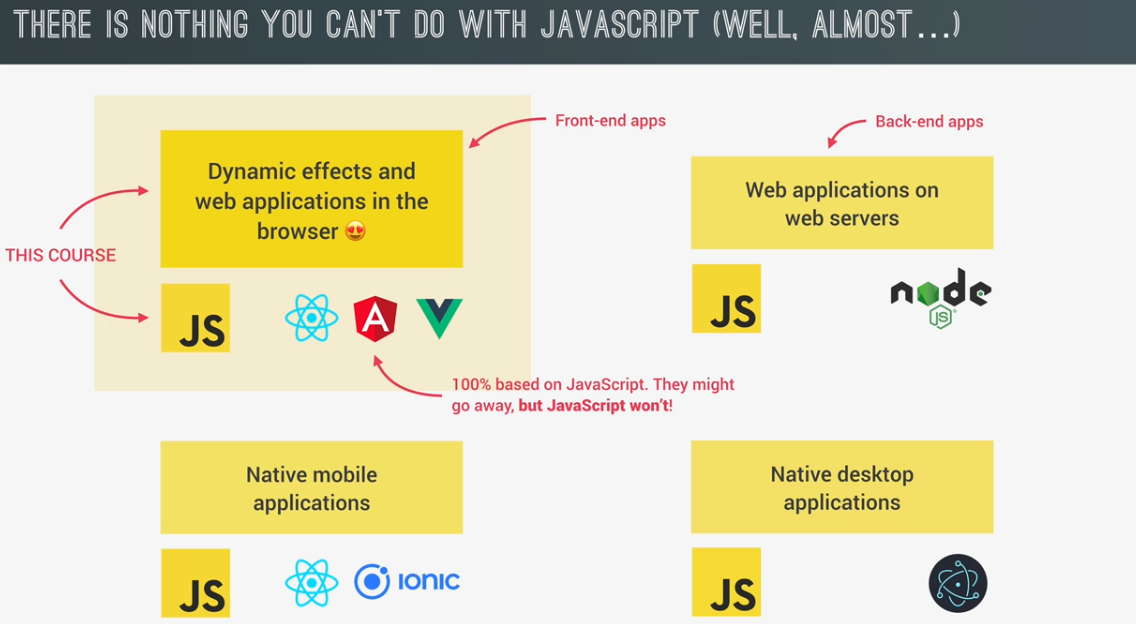 THERE IS NOTHING YOU CAN'T DO WITH JAVASCRIPT (WELL, ALMOST...)
Front-end apps
Dynamic effects and
web applications in the
browser 😍
THIS COURSE
JS
A
100% based on JavaScript. They might
go away, but JavaScript won't!
Back-end apps
Web applications on
web servers
JS
node
JS
Native mobile
applications
JS
IONIC
Native desktop
applications
JS